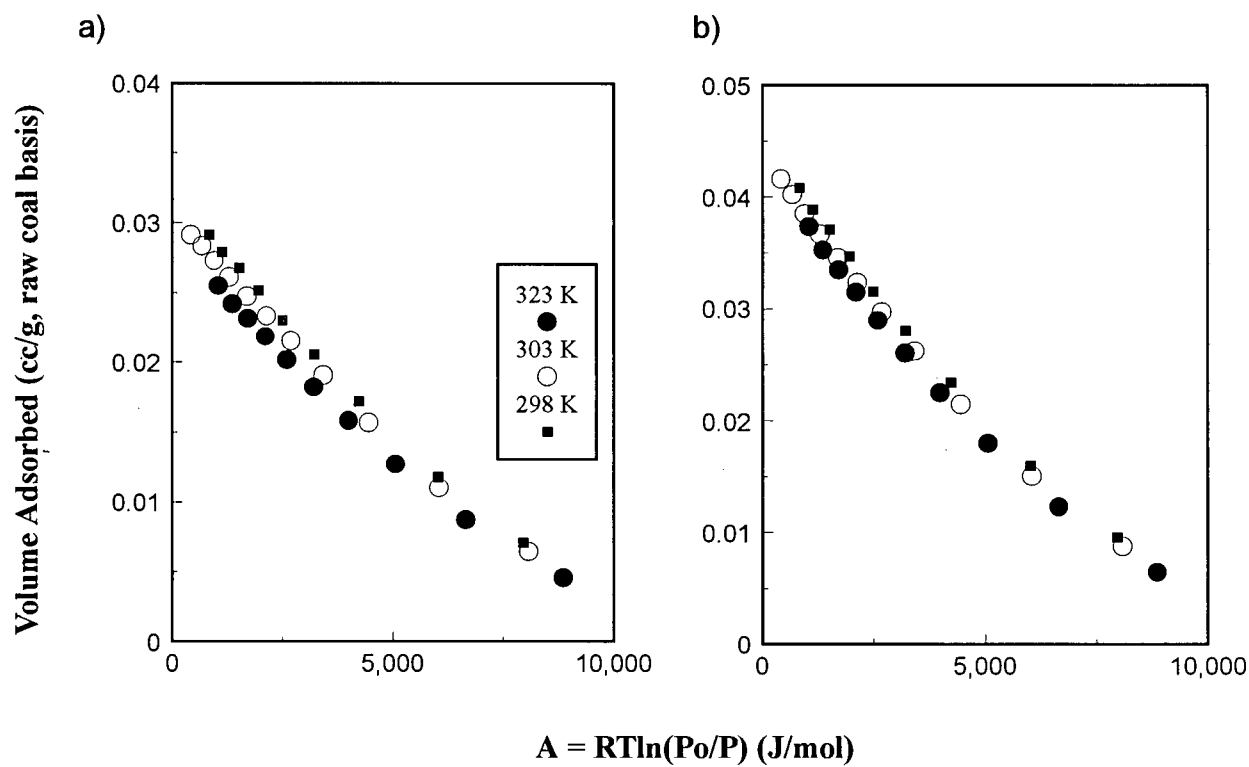 a)
b)
Volume Adsorbed (cc/g, raw coal basis)
0.04
0.03
0.02
0.01
0
0
5,000
10,000
323 K
303 K
298 K
0.05
0.04
0.03
0.02
0.01
0
0
5,000
10,000
A = RTln(Po/P) (J/mol)